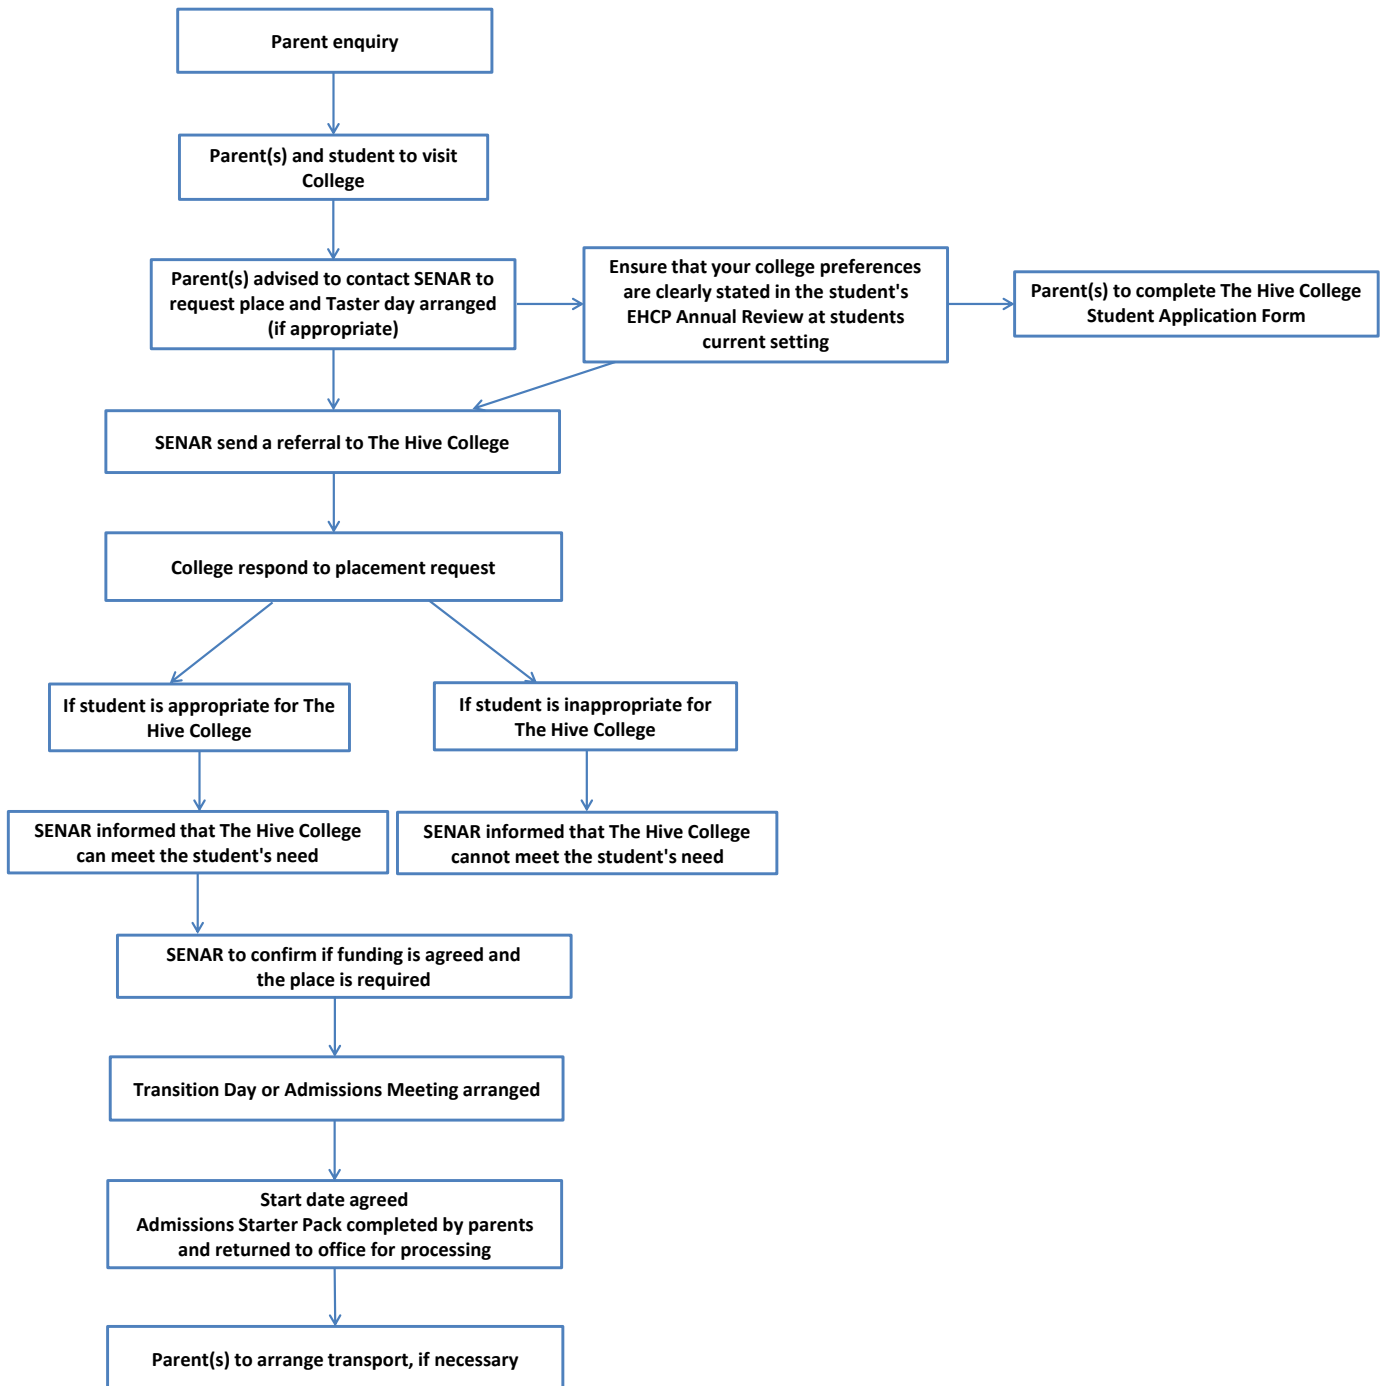 Parent enquiry
Parent(s) and student to visit
College
Parent(s) advised to contact SENAR to
request place and Taster day arranged
(if appropriate)
Ensure that your college preferences
are clearly stated in the student's
EHCP Annual Review at students
current setting
Parent(s) to complete The Hive College
Student Application Form
SENAR send a referral to The Hive College
College respond to placement request
If student is appropriate for The
Hive College
If student is inappropriate for
The Hive College
SENAR informed that The Hive College
can meet the student's need
SENAR informed that The Hive College
cannot meet the student's need
SENAR to confirm if funding is agreed and
the place is required
Transition Day or Admissions Meeting arranged
Start date agreed
Admissions Starter Pack completed by parents
and returned to office for processing
Parent(s) to arrange transport, if necessary